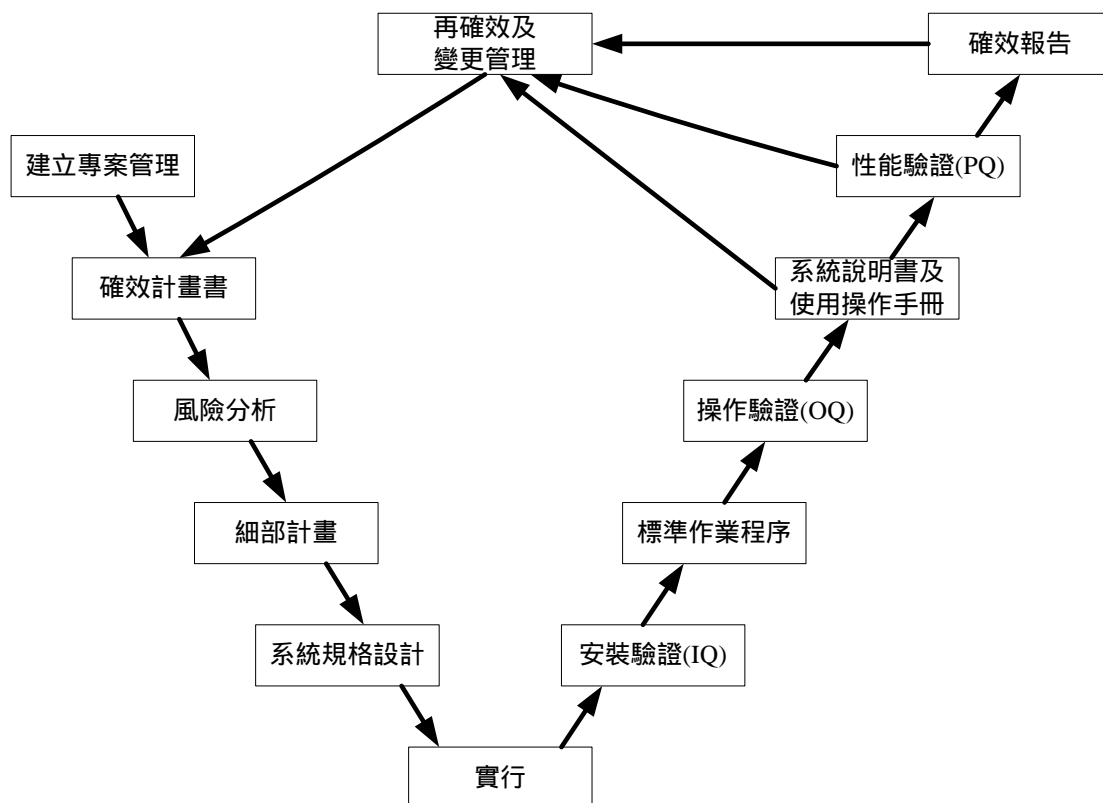 再確效及
變更管理
確效報告
建立專案管理
性能驗證(PQ)
確效計畫書
系統說明書及
使用操作手冊
風險分析
操作驗證(OQ)
細部計畫
標準作業程序
系統規格設計
安裝驗證(IQ)
實行